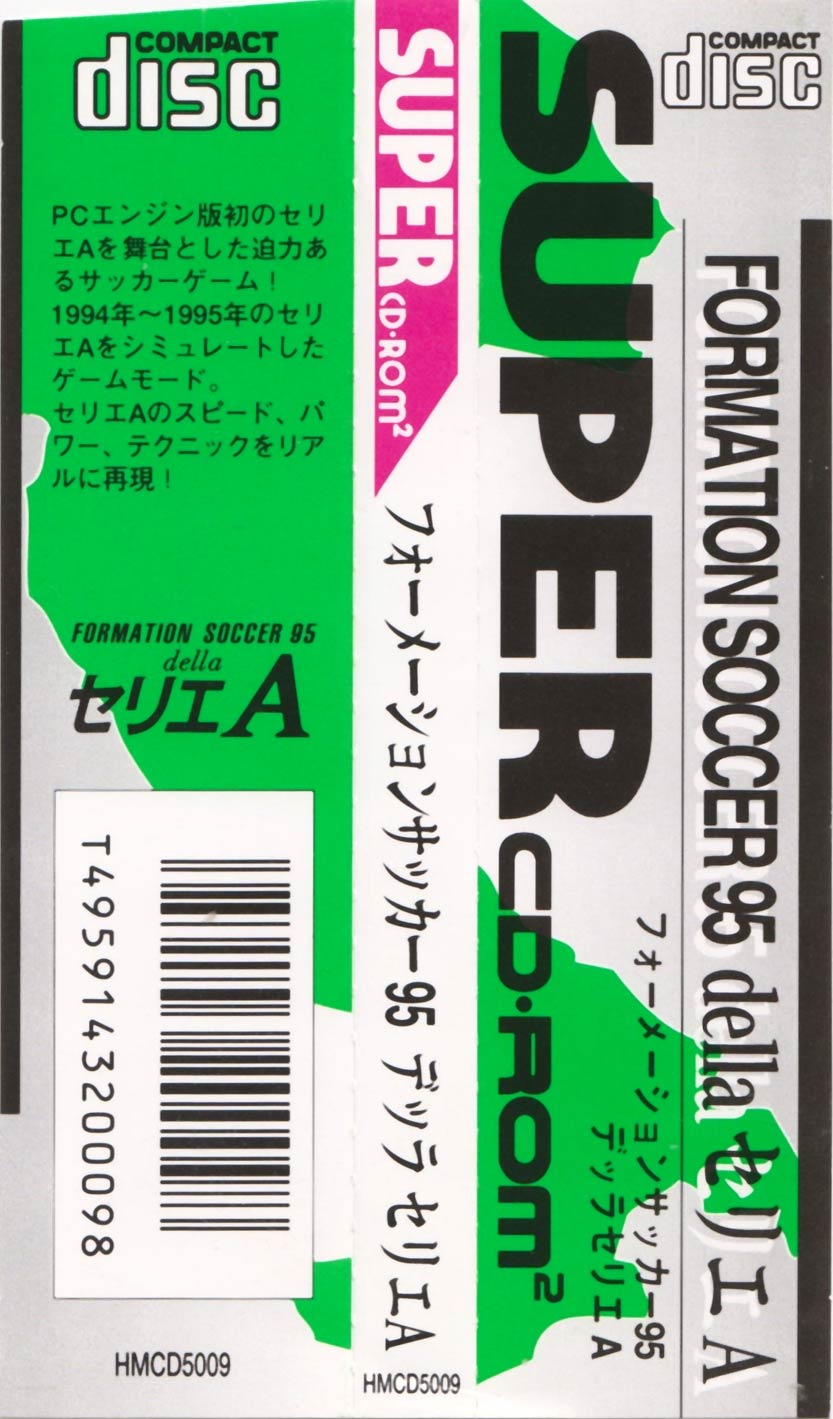 COMPACT
disc
PCエンジン版初のセリ
エAを舞台とした迫力あ
るサッカーゲーム！
1994年～1995年のセリ
エAをシミュレートした
ゲームモード。
セリエAのスピード、パ
ワー、テクニックをリア
ルに再現！
FORMATION SOCCER 95
della
セリエA
T4959143200098
HMCD5009
SUPER CD·ROM²
フォーメーションサッカー95 デッラ セリエA
HMCD5009
COMPACT
disc
SUPER CD·ROM²
フォーメーションサッカー95
デッラセリエA
FORMATION SOCCER 95 della セリエA